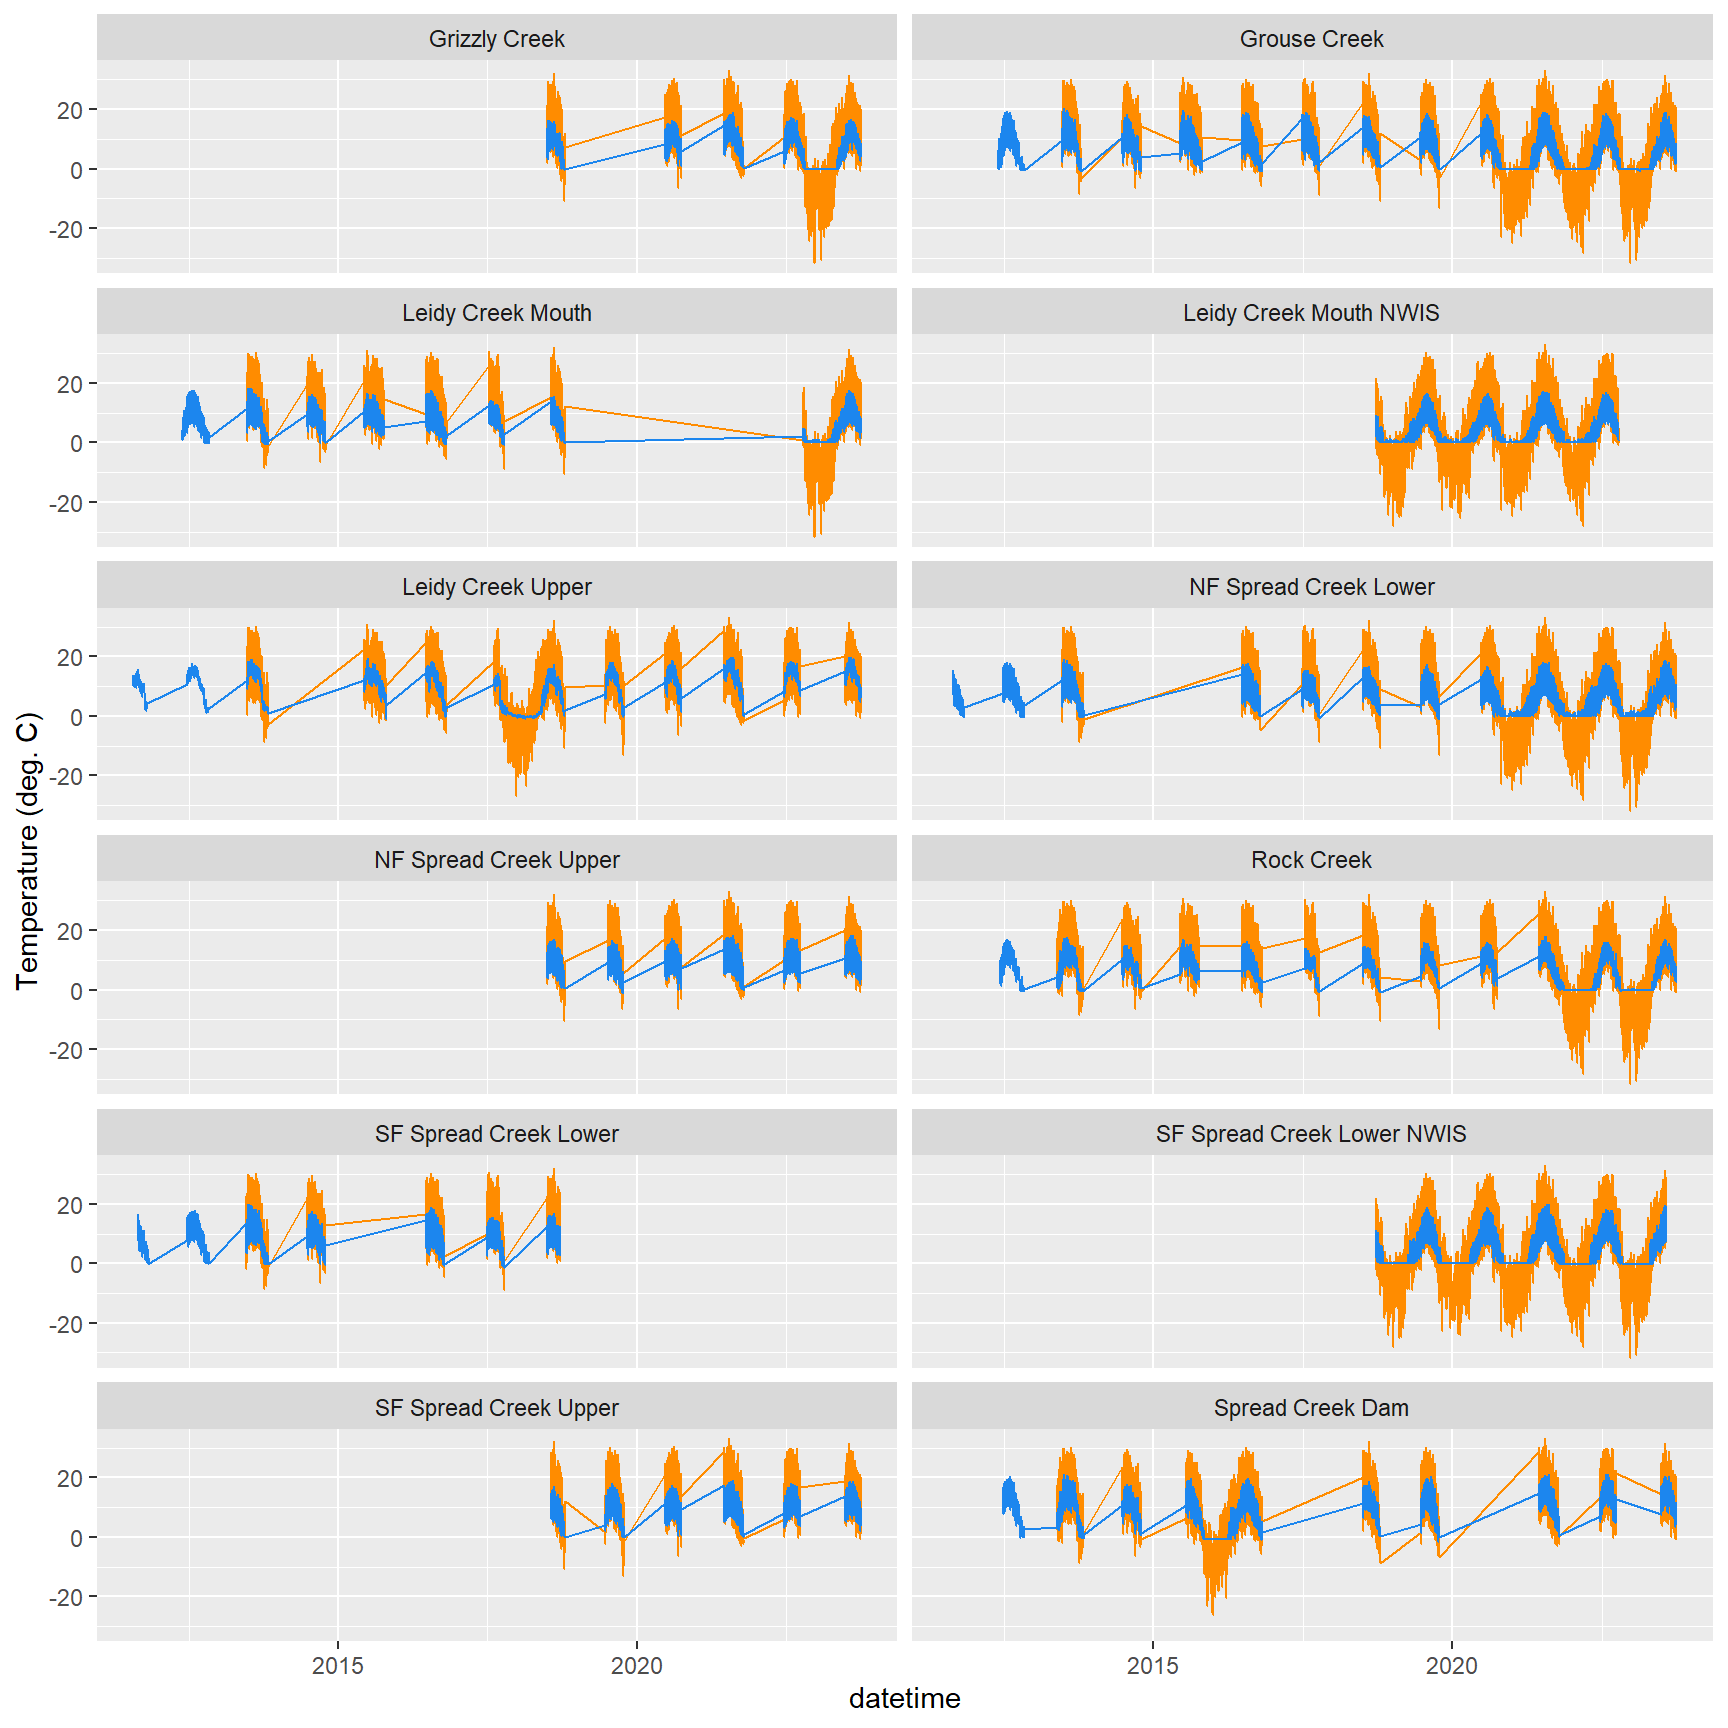 Grizzly Creek
Grouse Creek
20
0
-20
Leidy Creek Mouth
Leidy Creek Mouth NWIS
20
0
-20
Leidy Creek Upper
NF Spread Creek Lower
20
0
-20
Temperature (deg. C)
NF Spread Creek Upper
Rock Creek
20
0
-20
SF Spread Creek Lower
SF Spread Creek Lower NWIS
20
0
-20
SF Spread Creek Upper
Spread Creek Dam
20
0
-20
2015
2020
2015
2020
datetime